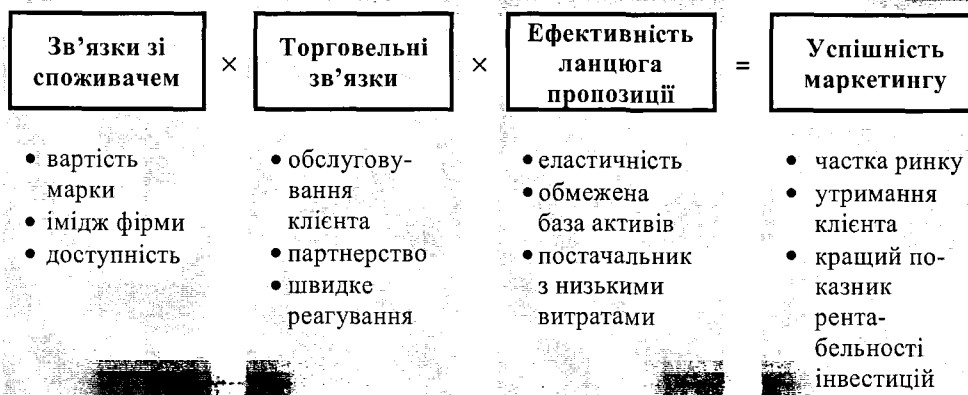 Зв’язки зі
споживачем
×
Торговельні
зв’язки
×
Ефективність
ланцюга
пропозиції
=
Успішність
маркетингу
• вартість
марки
• імідж фірми
• доступність
• обслугову-
вання
клієнта
• партнерство
• швидке
реагування
• еластичність
• обмежена
база активів
• постачальник
з низькими
витратами
• частка ринку
• утримання
клієнта
• кращий по-
казник
рента-
бельності
інвестицій